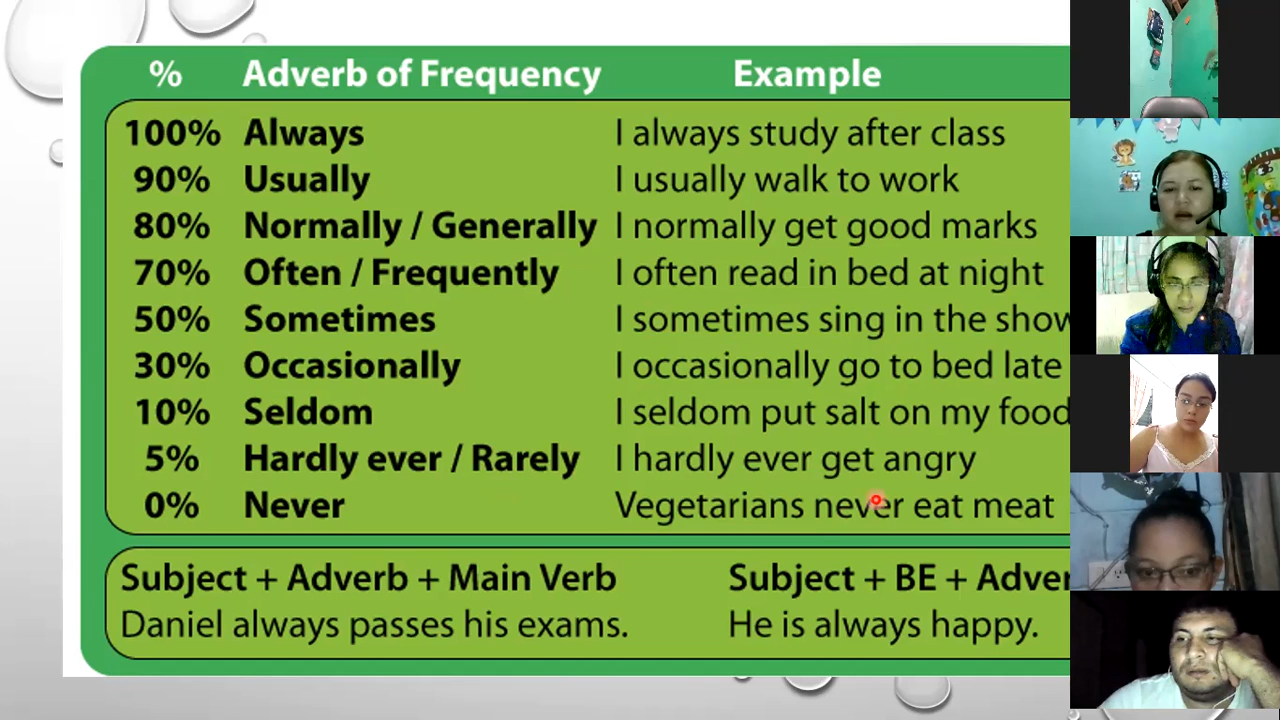 % Adverb of Frequency Example
100% Always I always study after class
90% Usually I usually walk to work
80% Normally / Generally I normally get good marks
70% Often / Frequently I often read in bed at night
50% Sometimes I sometimes sing in the show
30% Occasionally I occasionally go to bed late
10% Seldom I seldom put salt on my food
5% Hardly ever / Rarely I hardly ever get angry
0% Never Vegetarians never eat meat
Subject + Adverb + Main Verb Subject + BE + Adver
Daniel always passes his exams. He is always happy.